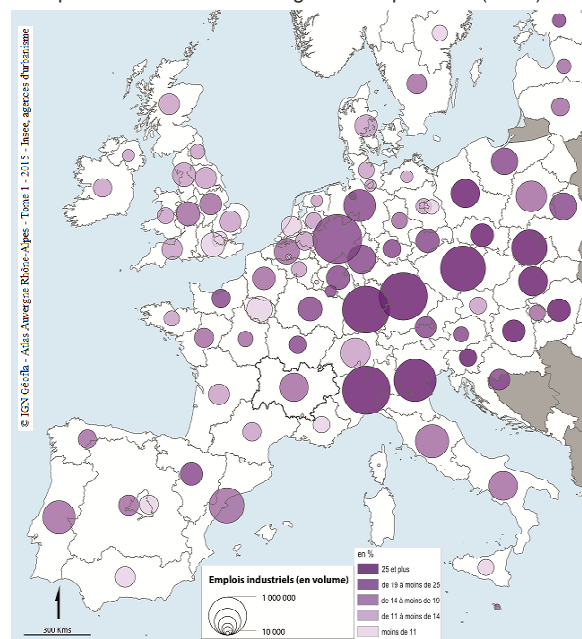 © IGN Géofla - Atlas Auvergne Rhône-Alpes - Tome 1 - 2015 - Insee, agences d'urbanisme
Emplois industriels (en volume)
1 000 000
10 000
en %
25 et plus
de 19 à moins de 25
de 14 à moins de 19
de 11 à moins de 14
moins de 11
300 Kms